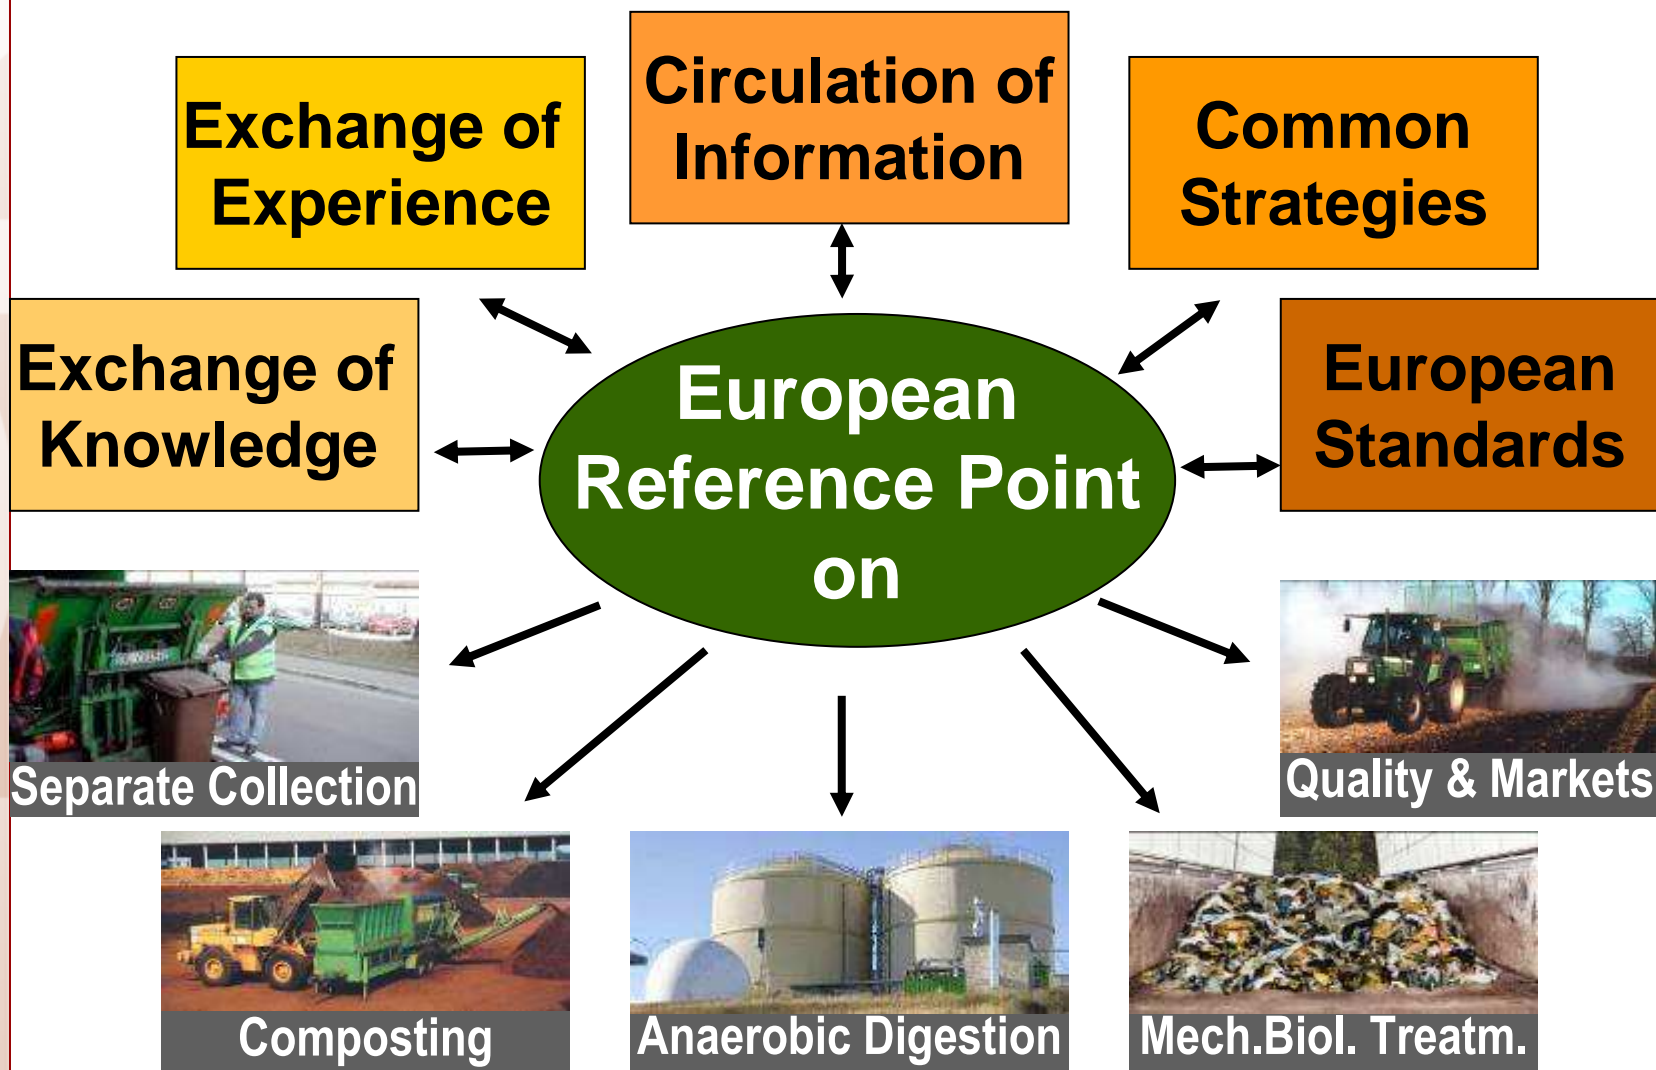 Circulation of
Information
Exchange of
Experience
Common
Strategies
Exchange of
Knowledge
European
Standards
European
Reference Point
on
Separate Collection
Quality & Markets
Composting
Anaerobic Digestion
Mech.Biol. Treatm.